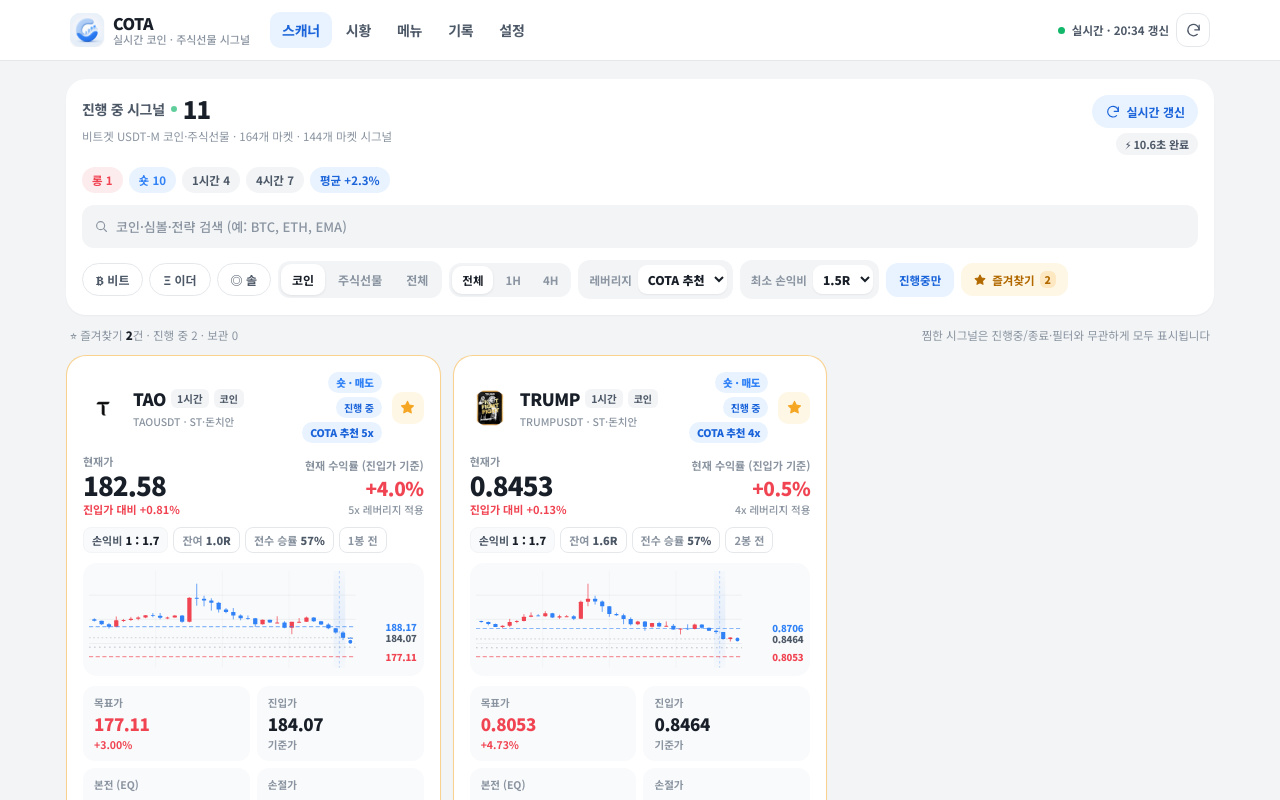 COTA
실시간 코인 · 주식선물 시그널
스캐너 시황 메뉴 기록 설정
실시간 · 20:34 갱신
진행 중 시그널 11
비트겟 USDT-M 코인·주식선물 · 164개 마켓 · 144개 마켓 시그널
실시간 갱신
⚡ 10.6초 완료
롱 1 숏 10 1시간 4 4시간 7 평균 +2.3%
코인·심볼·전략 검색 (예: BTC, ETH, EMA)
₿ 비트 Ξ 이더 ◎ 솔 코인 주식선물 전체 전체 1H 4H 레버리지 COTA 추천 최소 손익비 1.5R 진행중만 ★ 즐겨찾기 2
⭐ 즐겨찾기 2건 · 진행 중 2 · 보관 0
찜한 시그널은 진행중/종료·필터와 무관하게 모두 표시됩니다
TAO 1시간 코인
TAOUSDT · ST·돈치안
숏 · 매도
진행 중
COTA 추천 5x
현재가
182.58
진입가 대비 +0.81%
현재 수익률 (진입가 기준)
+4.0%
5x 레버리지 적용
손익비 1 : 1.7 잔여 1.0R 전수 승률 57% 1봉 전
188.17
184.07
177.11
목표가
177.11
+3.00%
진입가
184.07
기준가
본전 (EQ)
손절가
TRUMP 1시간 코인
TRUMPUSDT · ST·돈치안
숏 · 매도
진행 중
COTA 추천 4x
현재가
0.8453
진입가 대비 +0.13%
현재 수익률 (진입가 기준)
+0.5%
4x 레버리지 적용
손익비 1 : 1.7 잔여 1.6R 전수 승률 57% 2봉 전
0.8706
0.8464
0.8053
목표가
0.8053
+4.73%
진입가
0.8464
기준가
본전 (EQ)
손절가